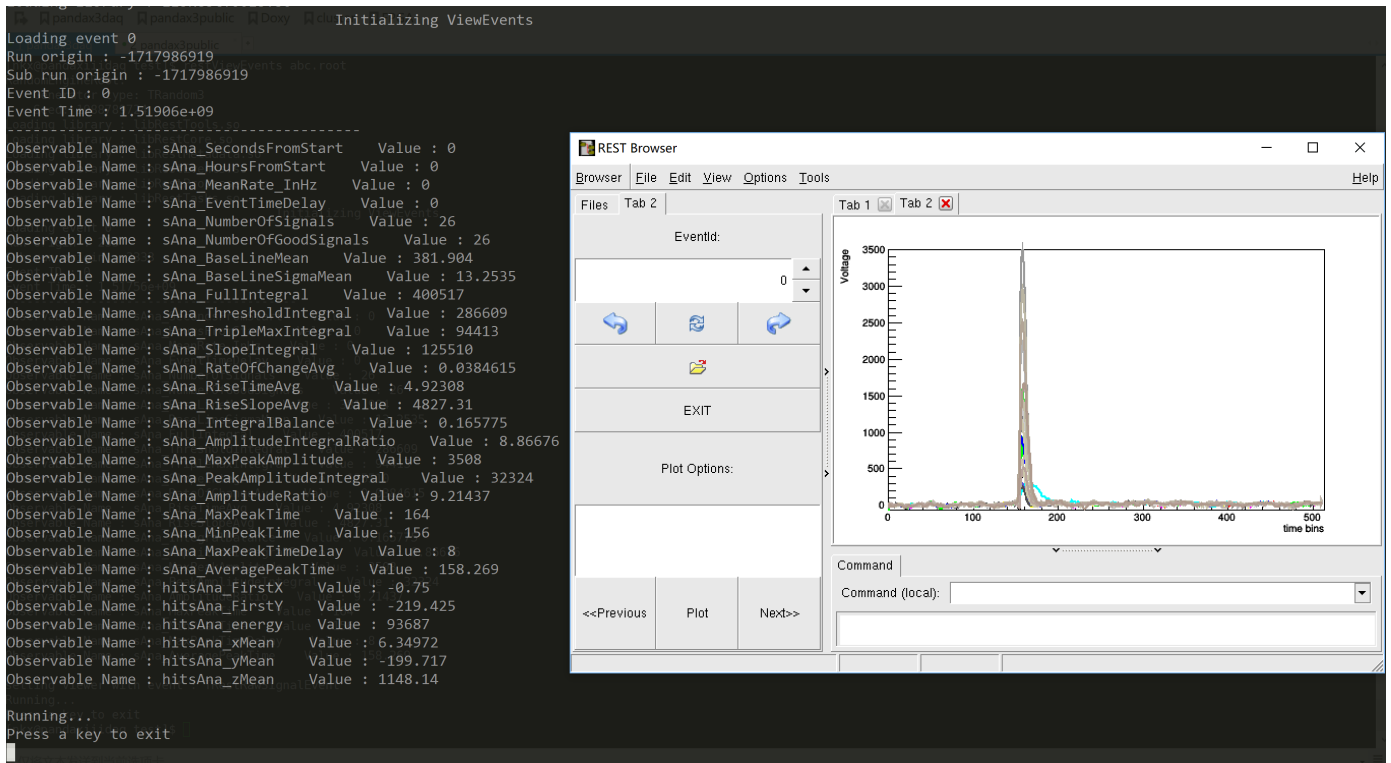 Initializing ViewEvents
Loading event 0
Run origin : -1717986919
Sub run origin : -1717986919
Event ID : 0
Event Time : 1.51906e+09
-------------------------------------------
Observable Name : sAna_SecondsFromStart    Value : 0
Observable Name : sAna_HoursFromStart    Value : 0
Observable Name : sAna_MeanRate_InHz    Value : 0
Observable Name : sAna_EventTimeDelay    Value : 0
Observable Name : sAna_NumberOfSignals    Value : 26
Observable Name : sAna_NumberOfGoodSignals    Value : 26
Observable Name : sAna_BaseLineMean    Value : 381.904
Observable Name : sAna_BaseLineSigmaMean    Value : 13.2535
Observable Name : sAna_FullIntegral    Value : 400517
Observable Name : sAna_ThresholdIntegral    Value : 286609
Observable Name : sAna_TripleMaxIntegral    Value : 94413
Observable Name : sAna_SlopeIntegral    Value : 125510
Observable Name : sAna_RateOfChangeAvg    Value : 0.0384615
Observable Name : sAna_RiseTimeAvg    Value : 4.92308
Observable Name : sAna_RiseSlopeAvg    Value : 4827.31
Observable Name : sAna_IntegralBalance    Value : 0.165775
Observable Name : sAna_AmplitudeIntegralRatio    Value : 8.86676
Observable Name : sAna_MaxPeakAmplitude    Value : 3508
Observable Name : sAna_PeakAmplitudeIntegral    Value : 32324
Observable Name : sAna_AmplitudeRatio    Value : 9.21437
Observable Name : sAna_MaxPeakTime    Value : 164
Observable Name : sAna_MinPeakTime    Value : 156
Observable Name : sAna_MaxPeakTimeDelay    Value : 8
Observable Name : sAna_AveragePeakTime    Value : 158.269
Observable Name : hitsAna_FirstX    Value : -0.75
Observable Name : hitsAna_FirstY    Value : -219.425
Observable Name : hitsAna_energy    Value : 93687
Observable Name : hitsAna_xMean    Value : 6.34972
Observable Name : hitsAna_yMean    Value : -199.717
Observable Name : hitsAna_zMean    Value : 1148.14
Running...
Press a key to exit
REST Browser
Browser File Edit View Options Tools Help
Files Tab 2
EventId:
0
EXIT
Plot Options:
<<Previous Plot Next>>
Tab 1 Tab 2
Voltage
3500
3000
2500
2000
1500
1000
500
0
0 100 200 300 400 500
time bins
Command
Command (local):